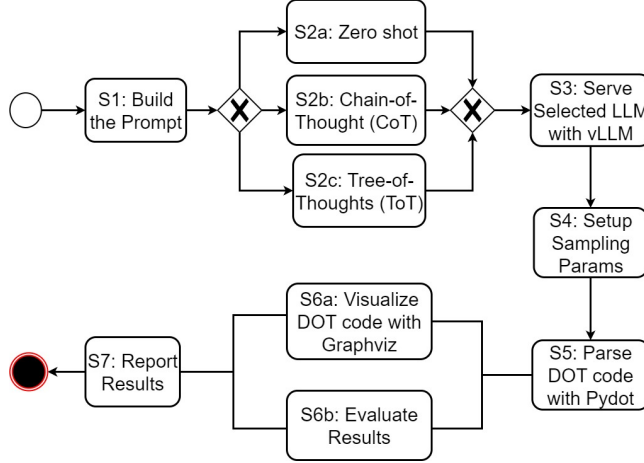 S1: Build
the Prompt
S2a: Zero shot
S2b: Chain-of-
Thought (CoT)
S2c: Tree-of-
Thoughts (ToT)
S3: Serve
Selected LLM
with vLLM
S4: Setup
Sampling
Params
S5: Parse
DOT code
with Pydot
S6a: Visualize
DOT code with
Graphviz
S6b: Evaluate
Results
S7: Report
Results